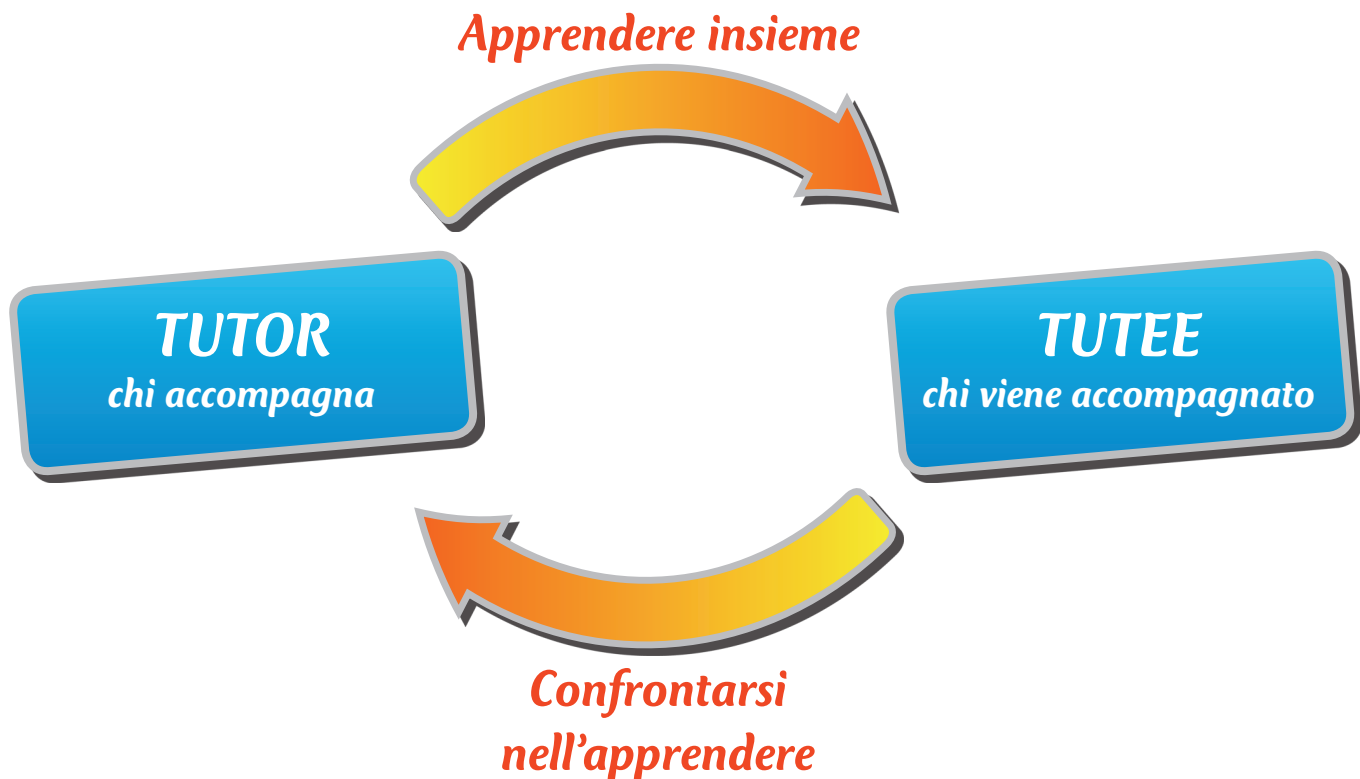 Apprendere insieme
TUTOR
chi accompagna
TUTEE
chi viene accompagnato
Confrontarsi
nell’apprendere